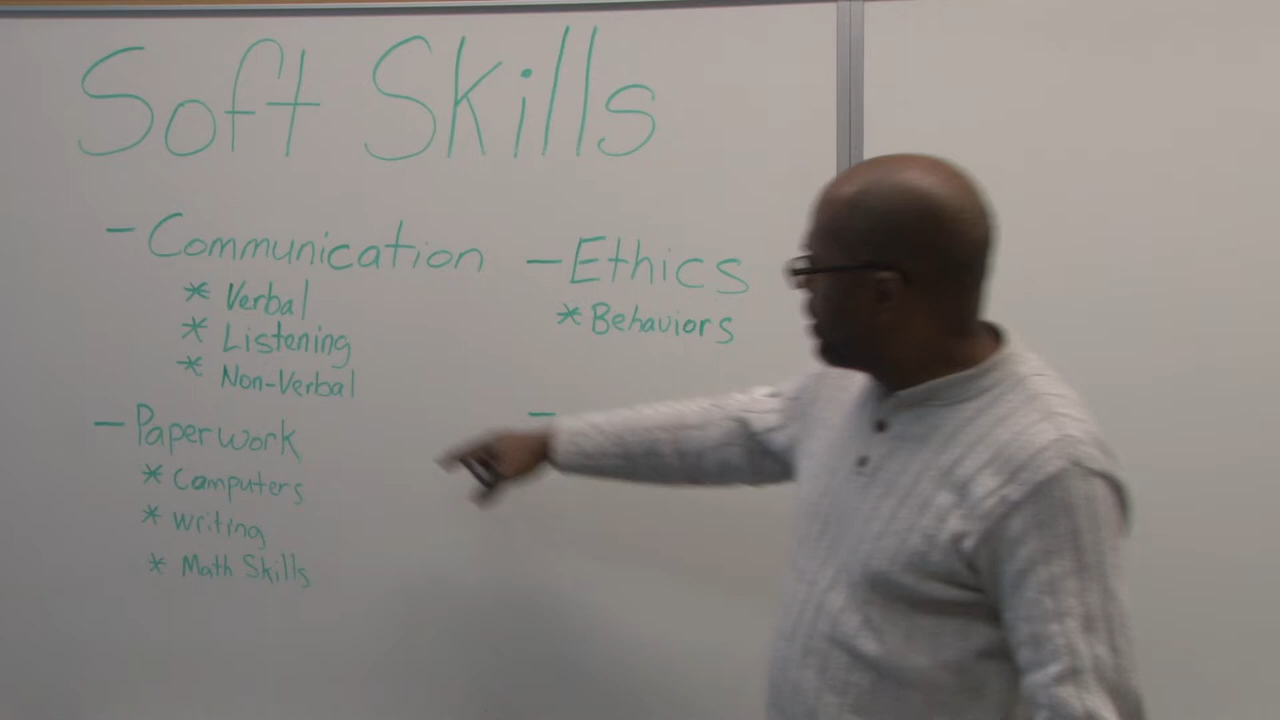 Soft Skills
- Communication
* Verbal
* Listening
* Non-Verbal
- Paperwork
* Computers
* writing
* Math Skills
- Ethics
* Behaviors
-